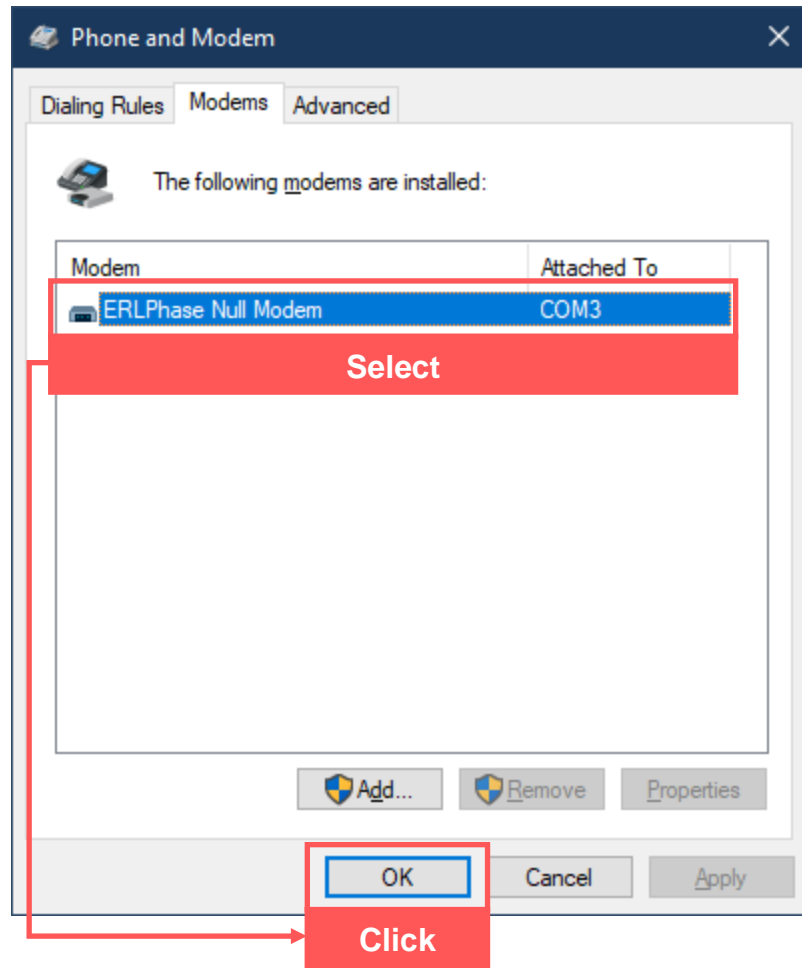 Phone and Modem
Dialing Rules Modems Advanced
The following modems are installed:
Modem Attached To
ERLPhase Null Modem COM3
Select
Add... Remove Properties
OK Cancel Apply
Click